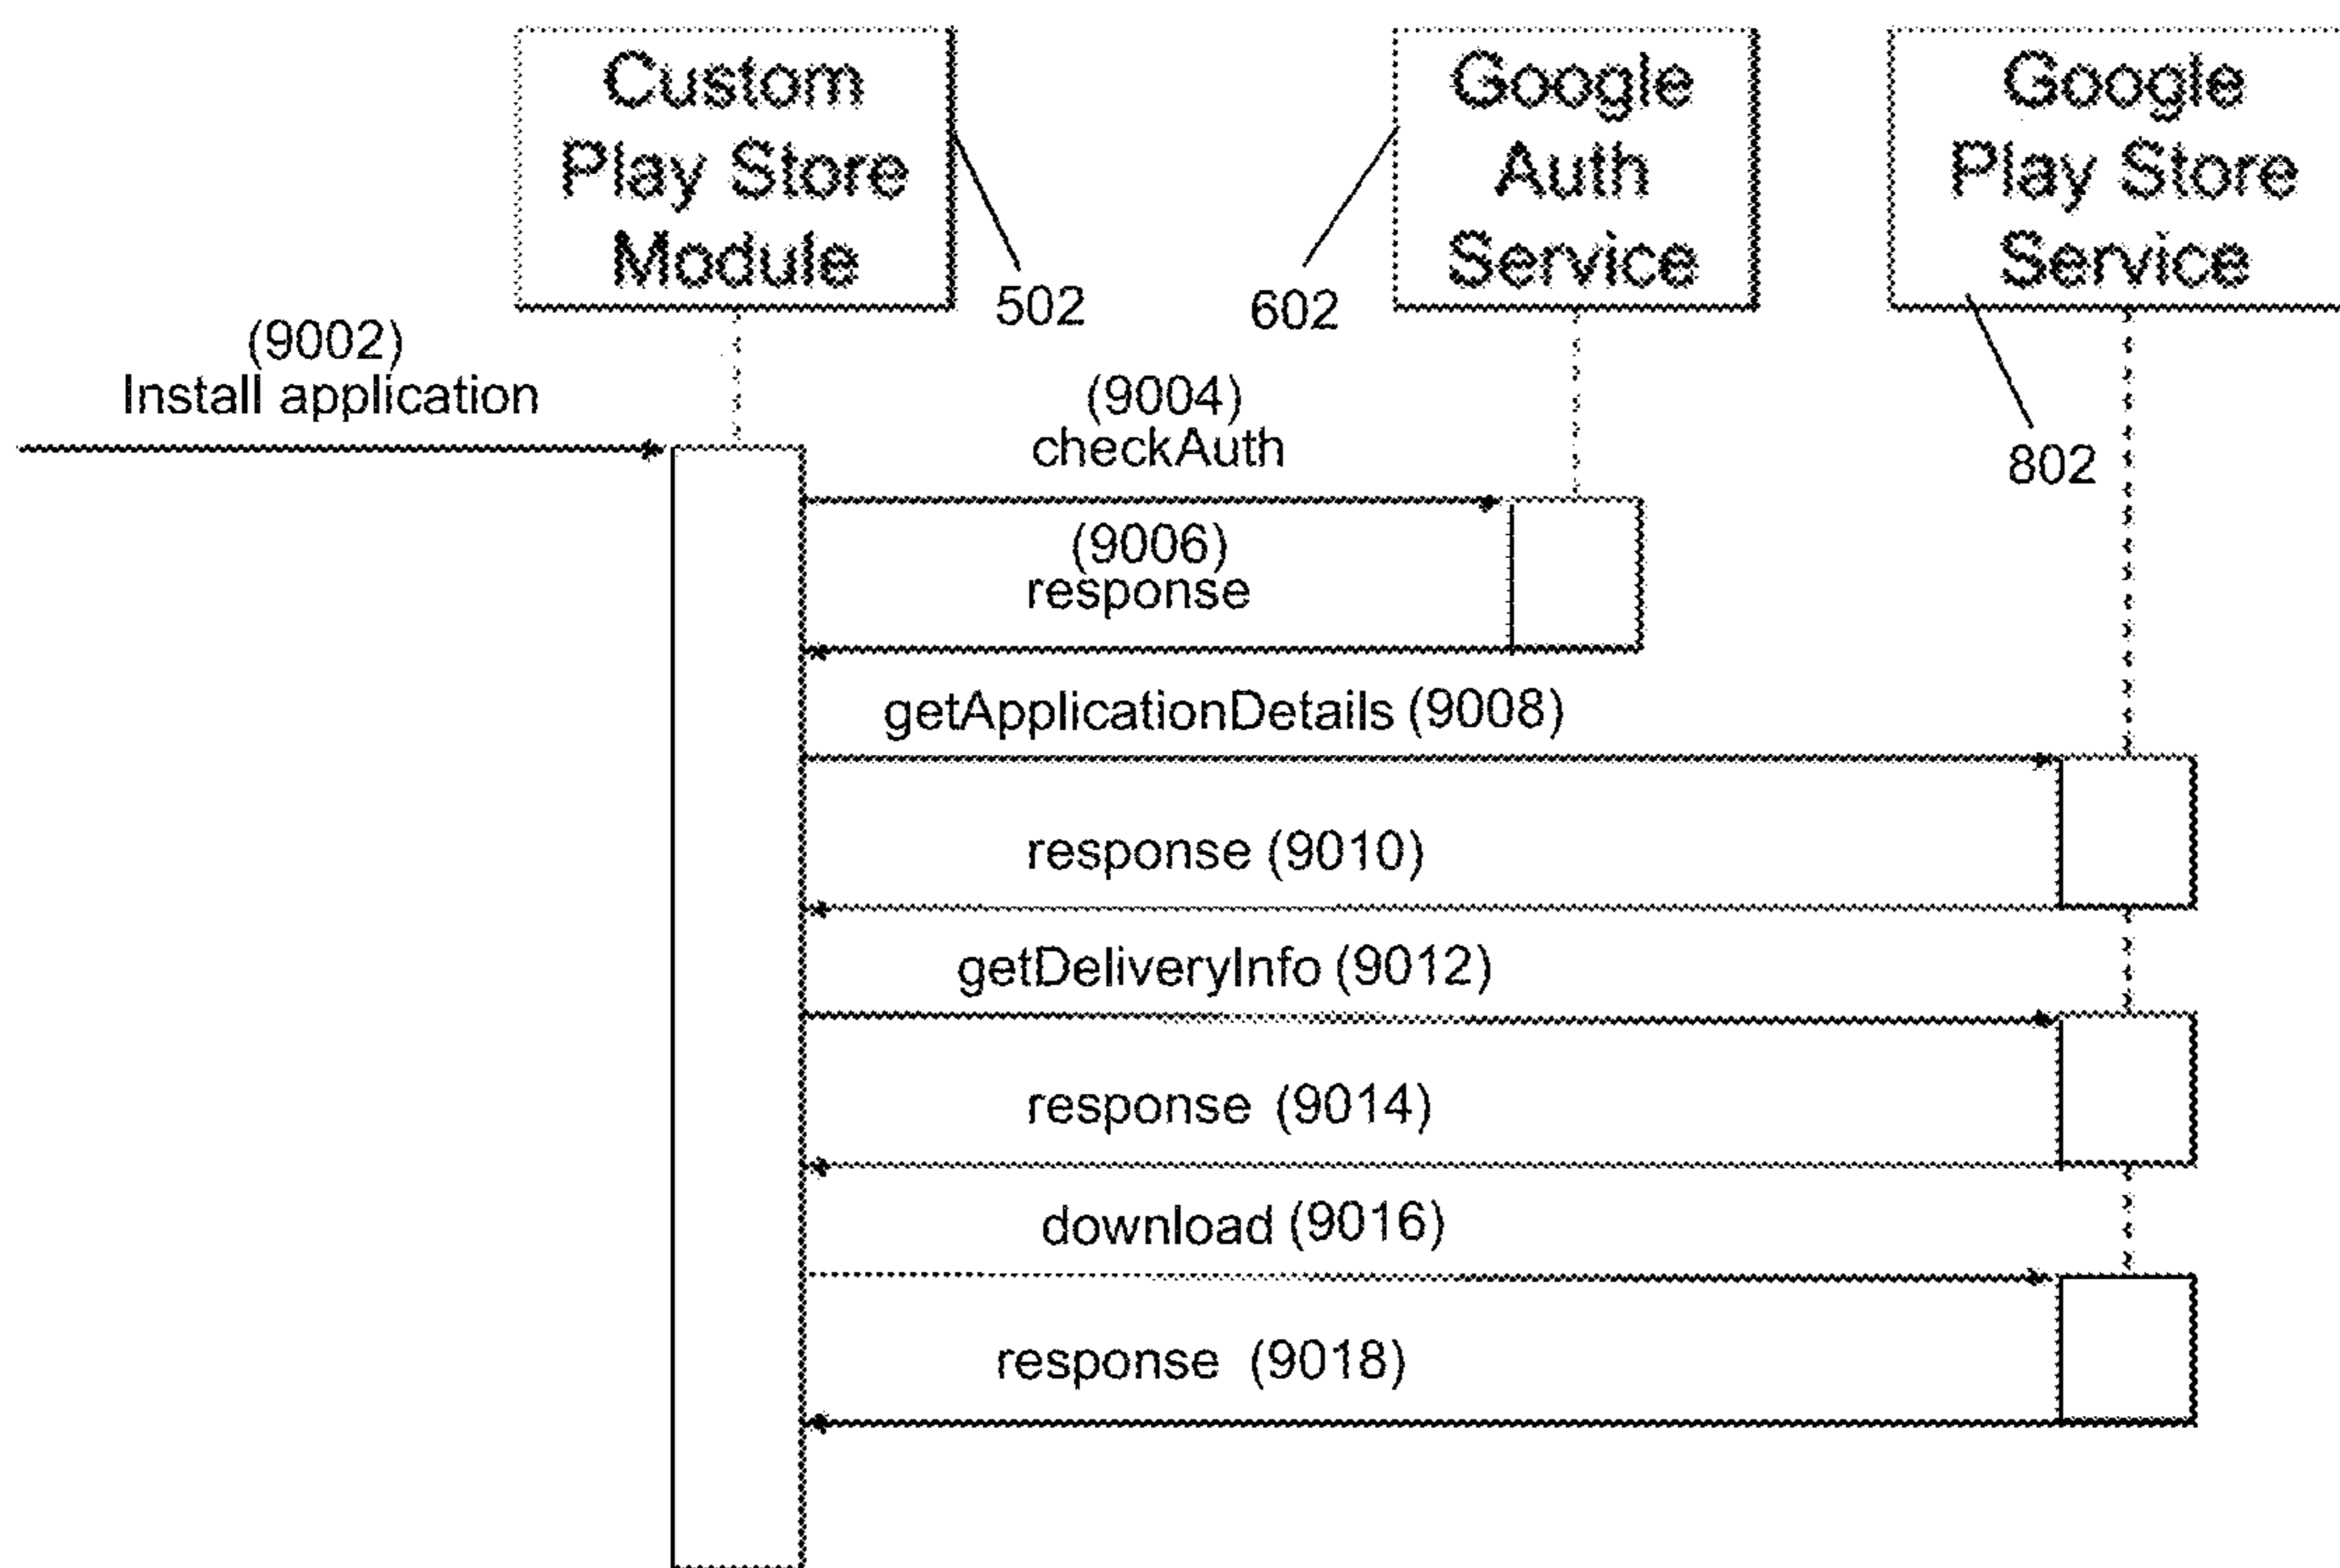 Custom
Play Store
Module
Google
Auth
Service
Google
Play Store
Service
502
602
802
(9002)
Install application
(9004)
checkAuth
(9006)
response
getApplicationDetails (9008)
response (9010)
getDeliveryInfo (9012)
response (9014)
download (9016)
response (9018)